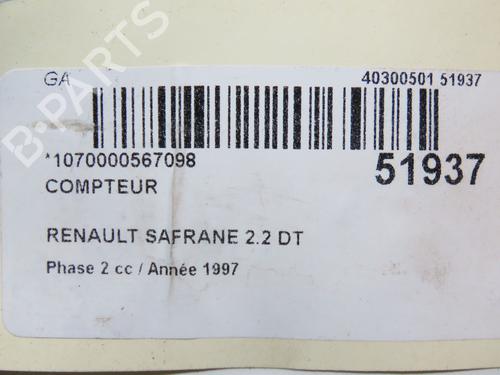 GA
40300501 51937
*1070000567098
51937
COMPTEUR
RENAULT SAFRANE 2.2 DT
Phase 2 cc / Année 1997
B-PARTS